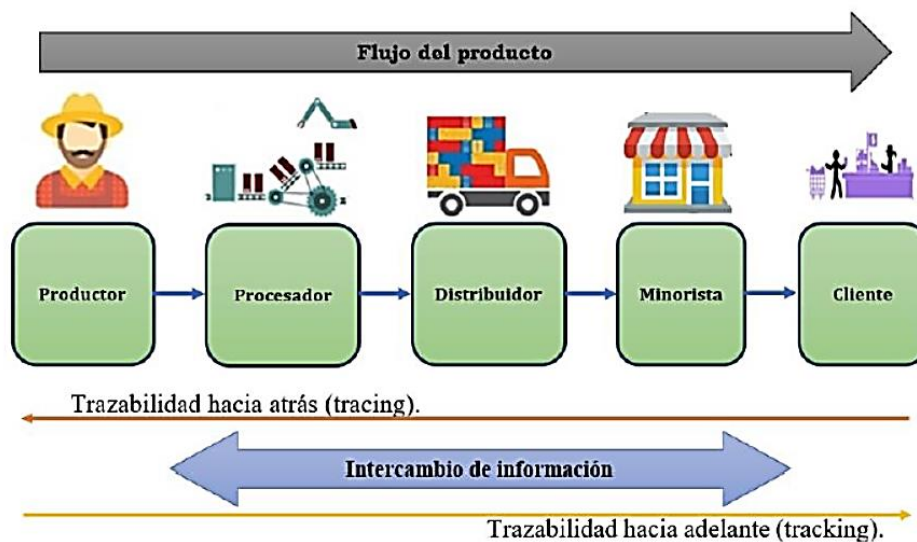 Flujo del producto
Productor
Procesador
Distribuidor
Minorista
Cliente
Trazabilidad hacia atrás (tracing).
Intercambio de información
Trazabilidad hacia adelante (tracking).